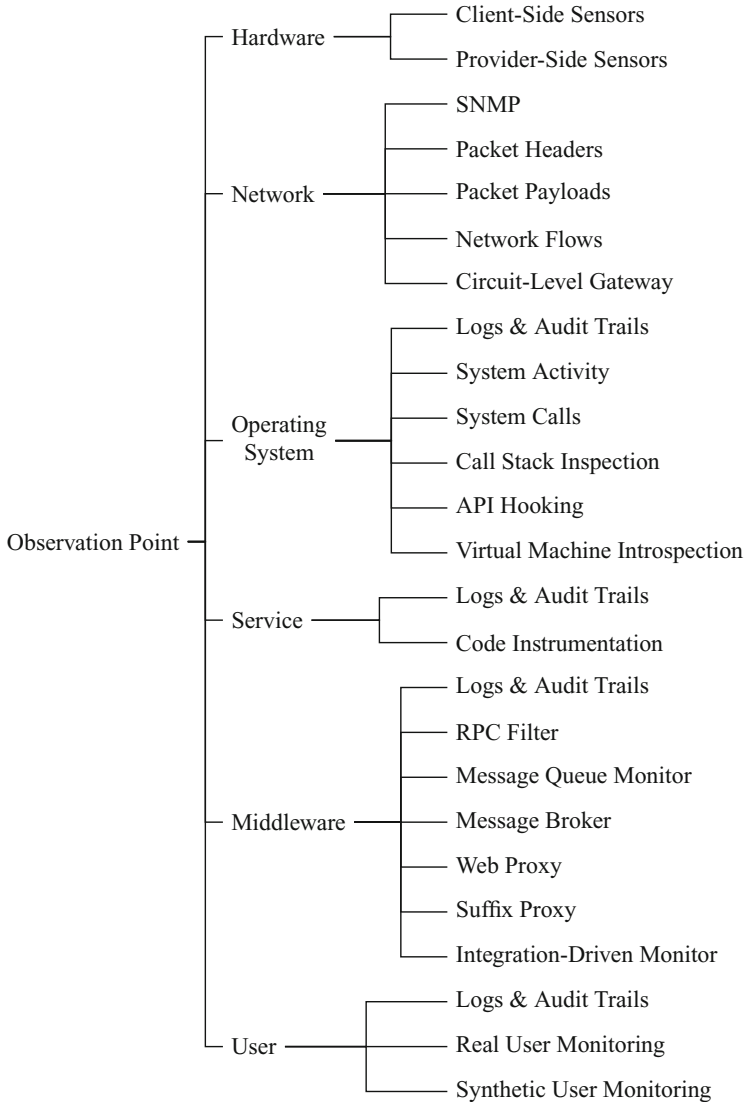 Observation Point
Hardware
Client-Side Sensors
Provider-Side Sensors
Network
SNMP
Packet Headers
Packet Payloads
Network Flows
Circuit-Level Gateway
Operating
System
Logs & Audit Trails
System Activity
System Calls
Call Stack Inspection
API Hooking
Virtual Machine Introspection
Service
Logs & Audit Trails
Code Instrumentation
Middleware
Logs & Audit Trails
RPC Filter
Message Queue Monitor
Message Broker
Web Proxy
Suffix Proxy
Integration-Driven Monitor
User
Logs & Audit Trails
Real User Monitoring
Synthetic User Monitoring